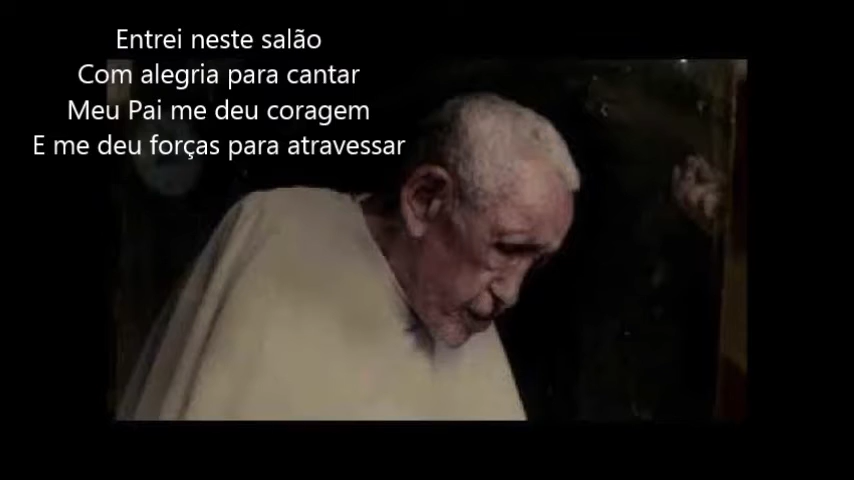 Entrei neste salão
Com alegria para cantar
Meu Pai me deu coragem
E me deu forças para atravessar